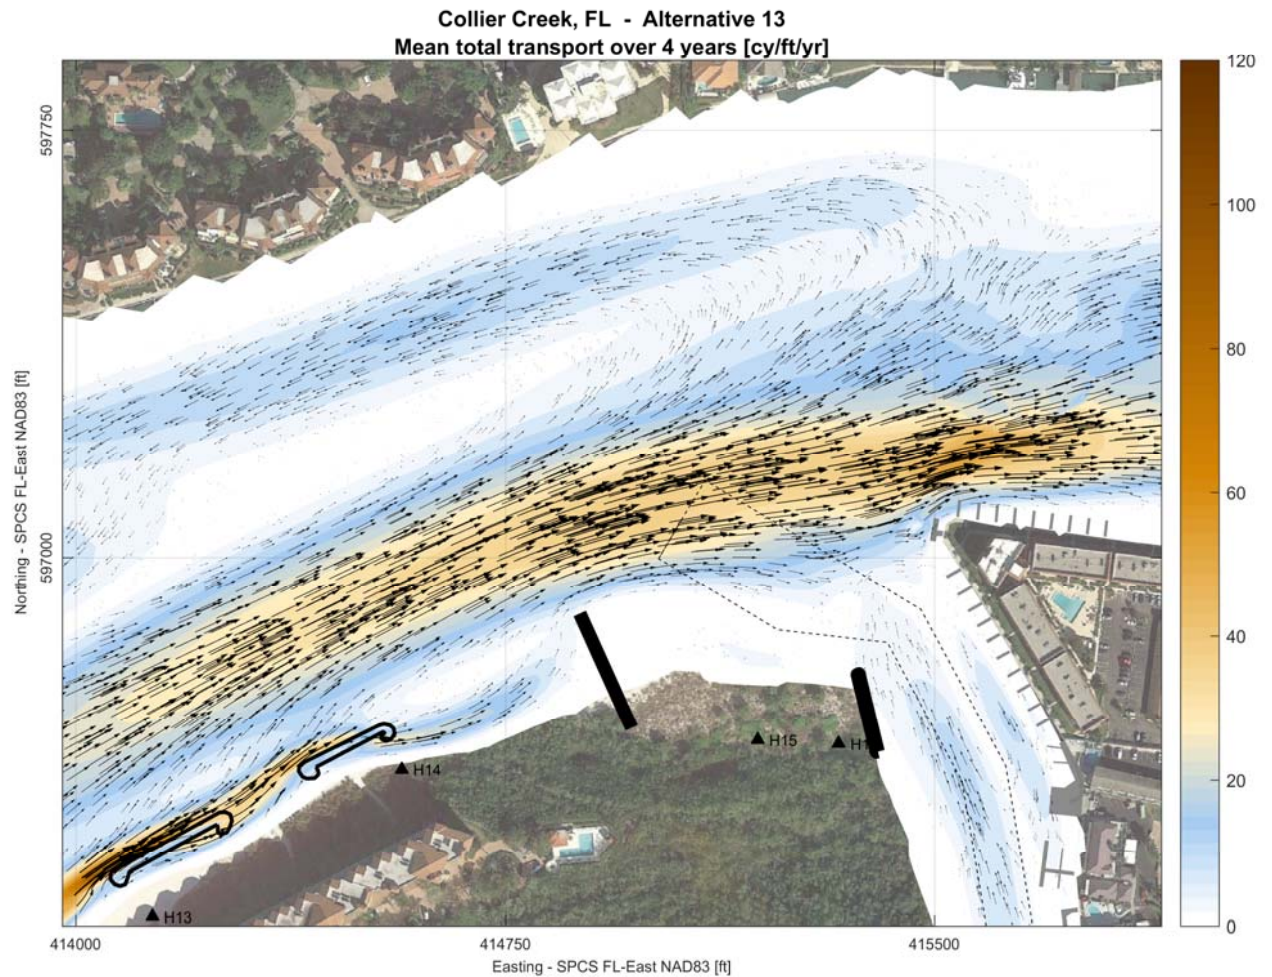 Collier Creek, FL - Alternative 13
Mean total transport over 4 years [cy/ft/yr]
120
100
80
60
40
20
0
597750
597000
Northing - SPCS FL-East NAD83 [ft]
H15
H14
H13
414000
414750
415500
Easting - SPCS FL-East NAD83 [ft]